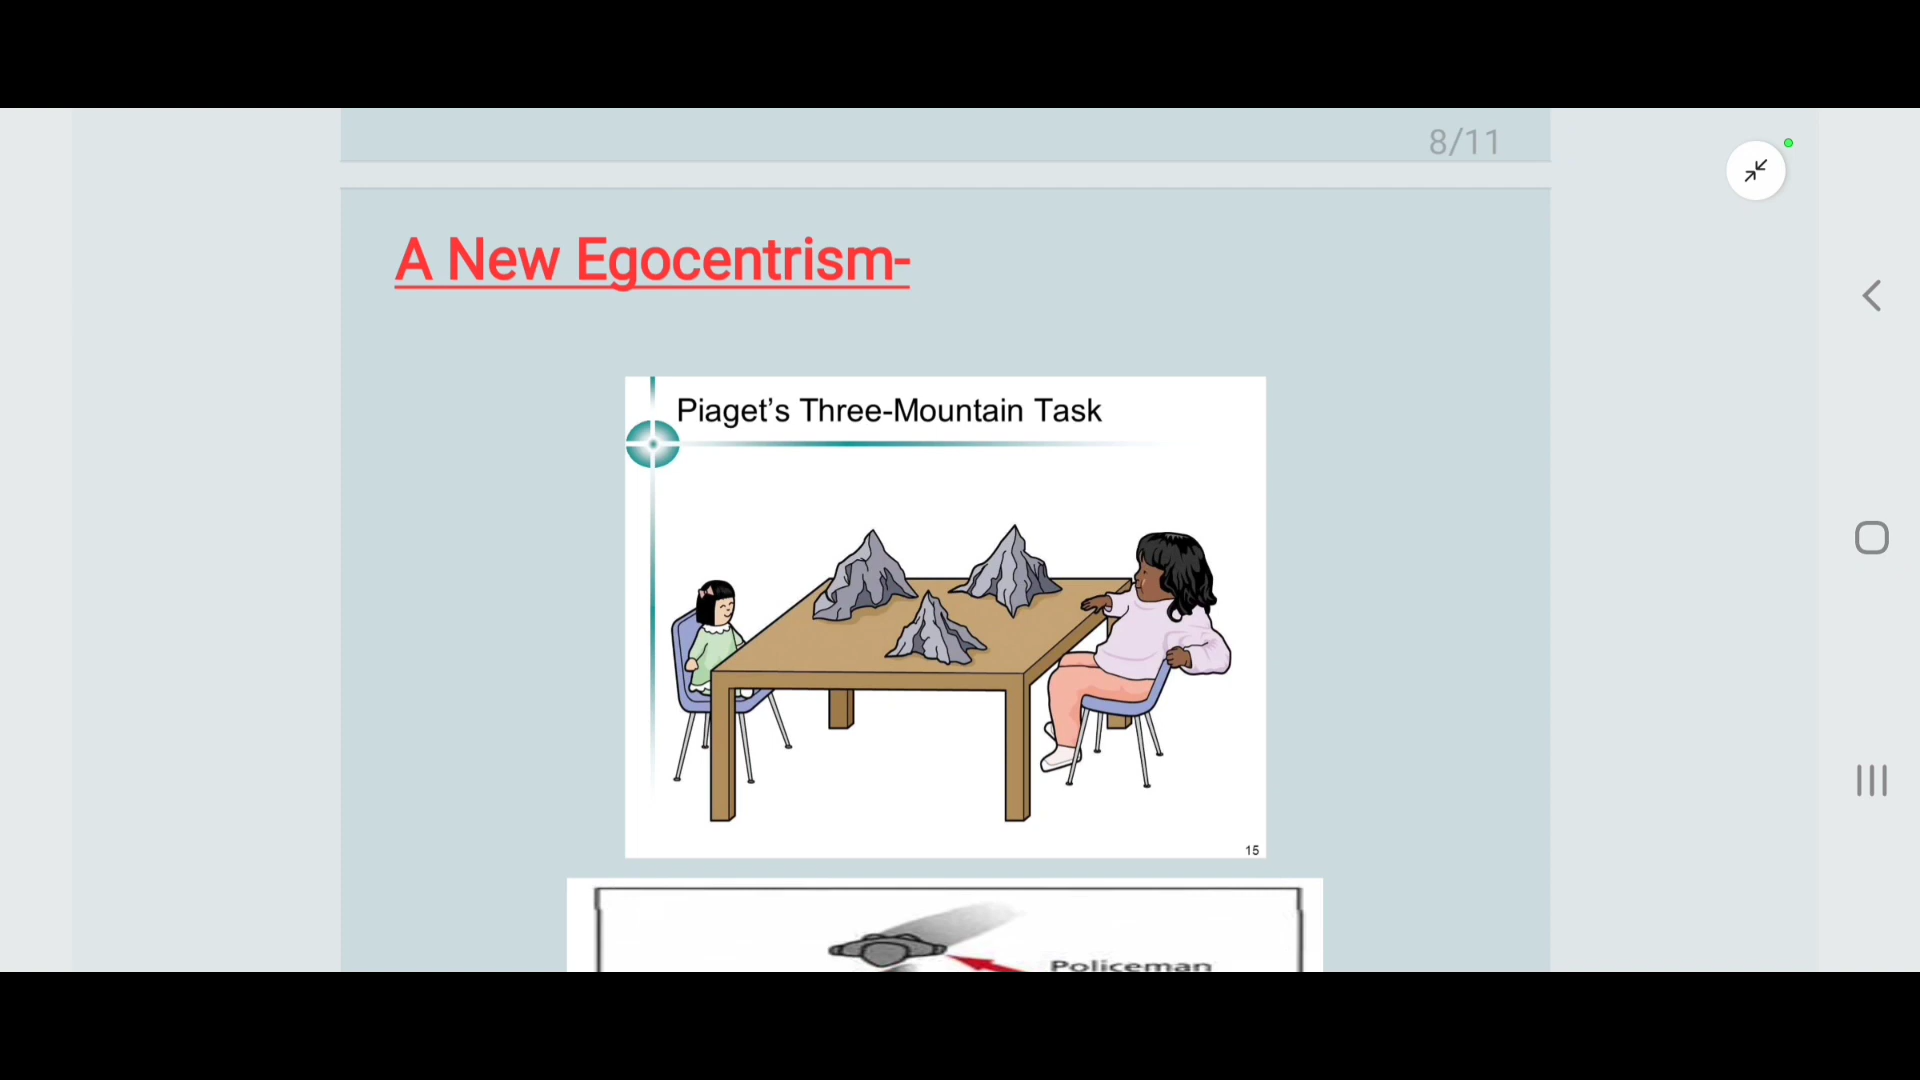 8/11
A New Egocentrism-
Piaget's Three-Mountain Task
15
Policeman